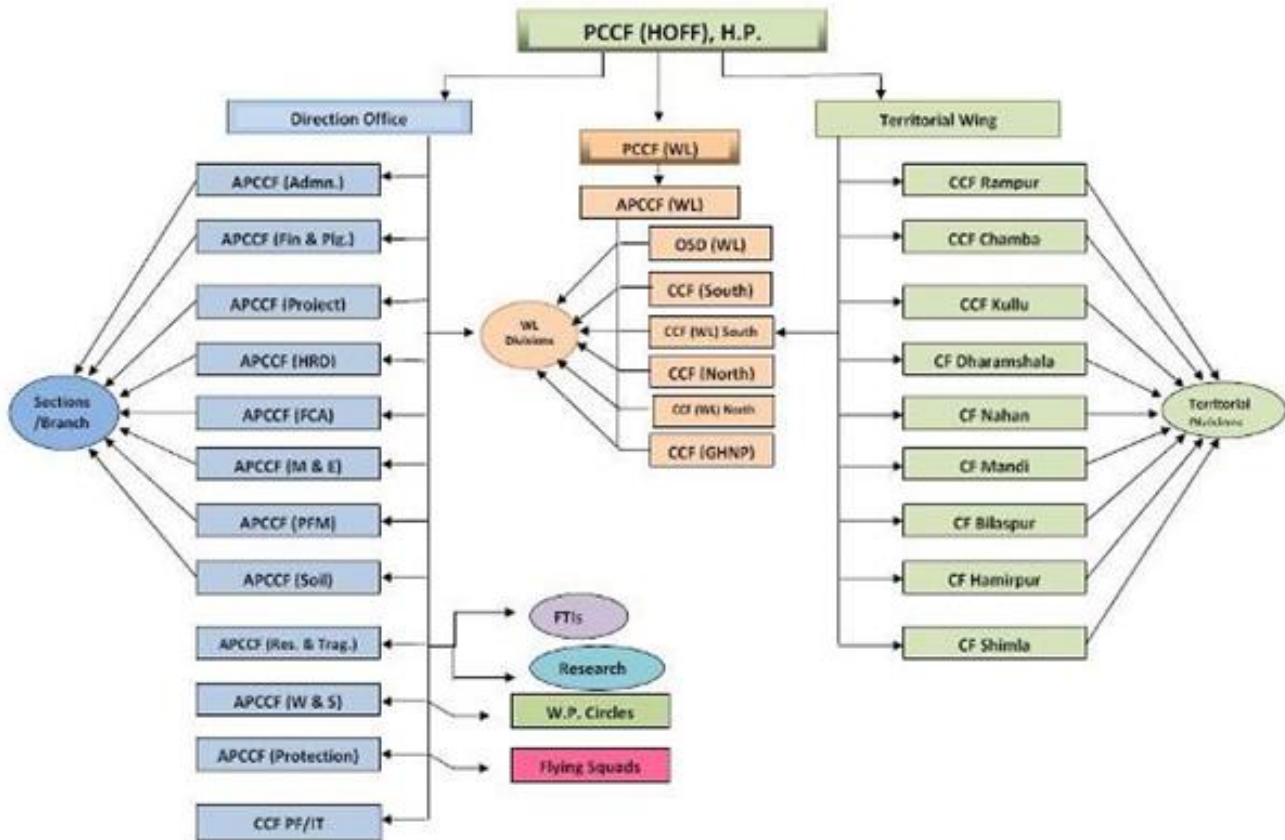 PCCF (HOFF), H.P.
Direction Office
PCCF (WL)
APCCF (WL)
Territorial Wing
APCCF (Admn.)
APCCF (Fin & Plg.)
APCCF (Project)
APCCF (HRD)
APCCF (FCA)
APCCF (M & E)
APCCF (PFM)
APCCF (Soil)
APCCF (Res. & Trag.)
APCCF (W & S)
APCCF (Protection)
CCF PF/IT
Sections
/Branch
OSD (WL)
CCF (South)
CCF (WL) South
CCF (North)
CCF (WL) North
CCF (GHNP)
WL
Divisions
FTIs
Research
W.P. Circles
Flying Squads
CCF Rampur
CCF Chamba
CCF Kullu
CF Dharamshala
CF Nahan
CF Mandi
CF Bilaspur
CF Hamirpur
CF Shimla
Territorial
Divisions